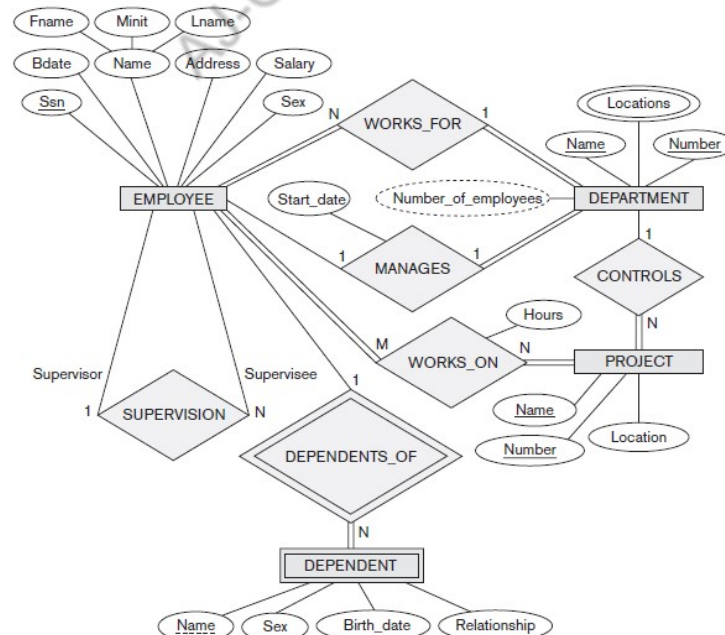 Fname Minit Lname
Bdate Name Address Salary
Ssn Sex
N WORKS_FOR 1
Locations
Name Number
EMPLOYEE
Start_date Number_of_employees
DEPARTMENT
1 MANAGES 1
1
CONTROLS
N
Hours
M WORKS_ON N
PROJECT
Name
Number
Location
Supervisor Supervisee
1 SUPERVISION N
1
DEPENDENTS_OF
N
DEPENDENT
Name Sex Birth_date Relationship